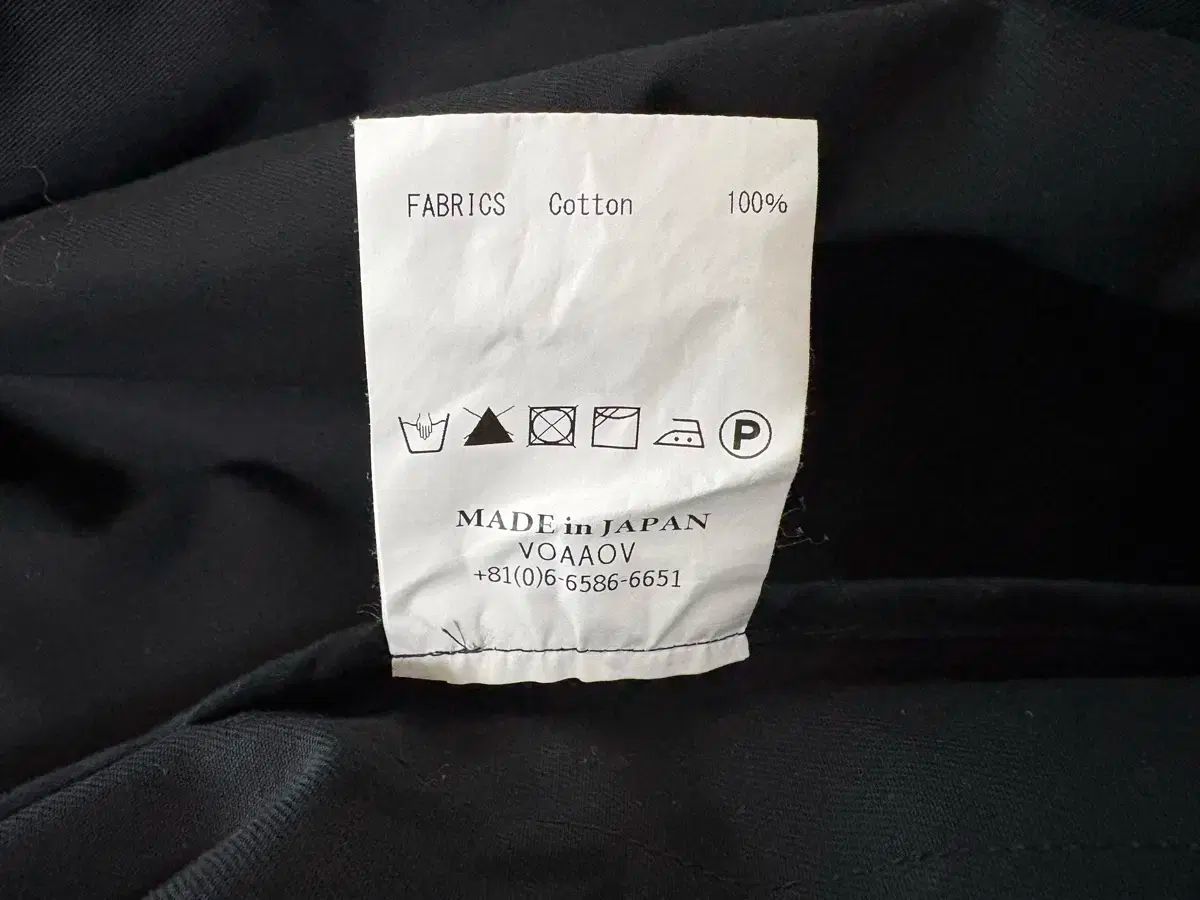 FABRICS Cotton 100%
P
MADE in JAPAN
VOAAOV
+81(0)6-6586-6651